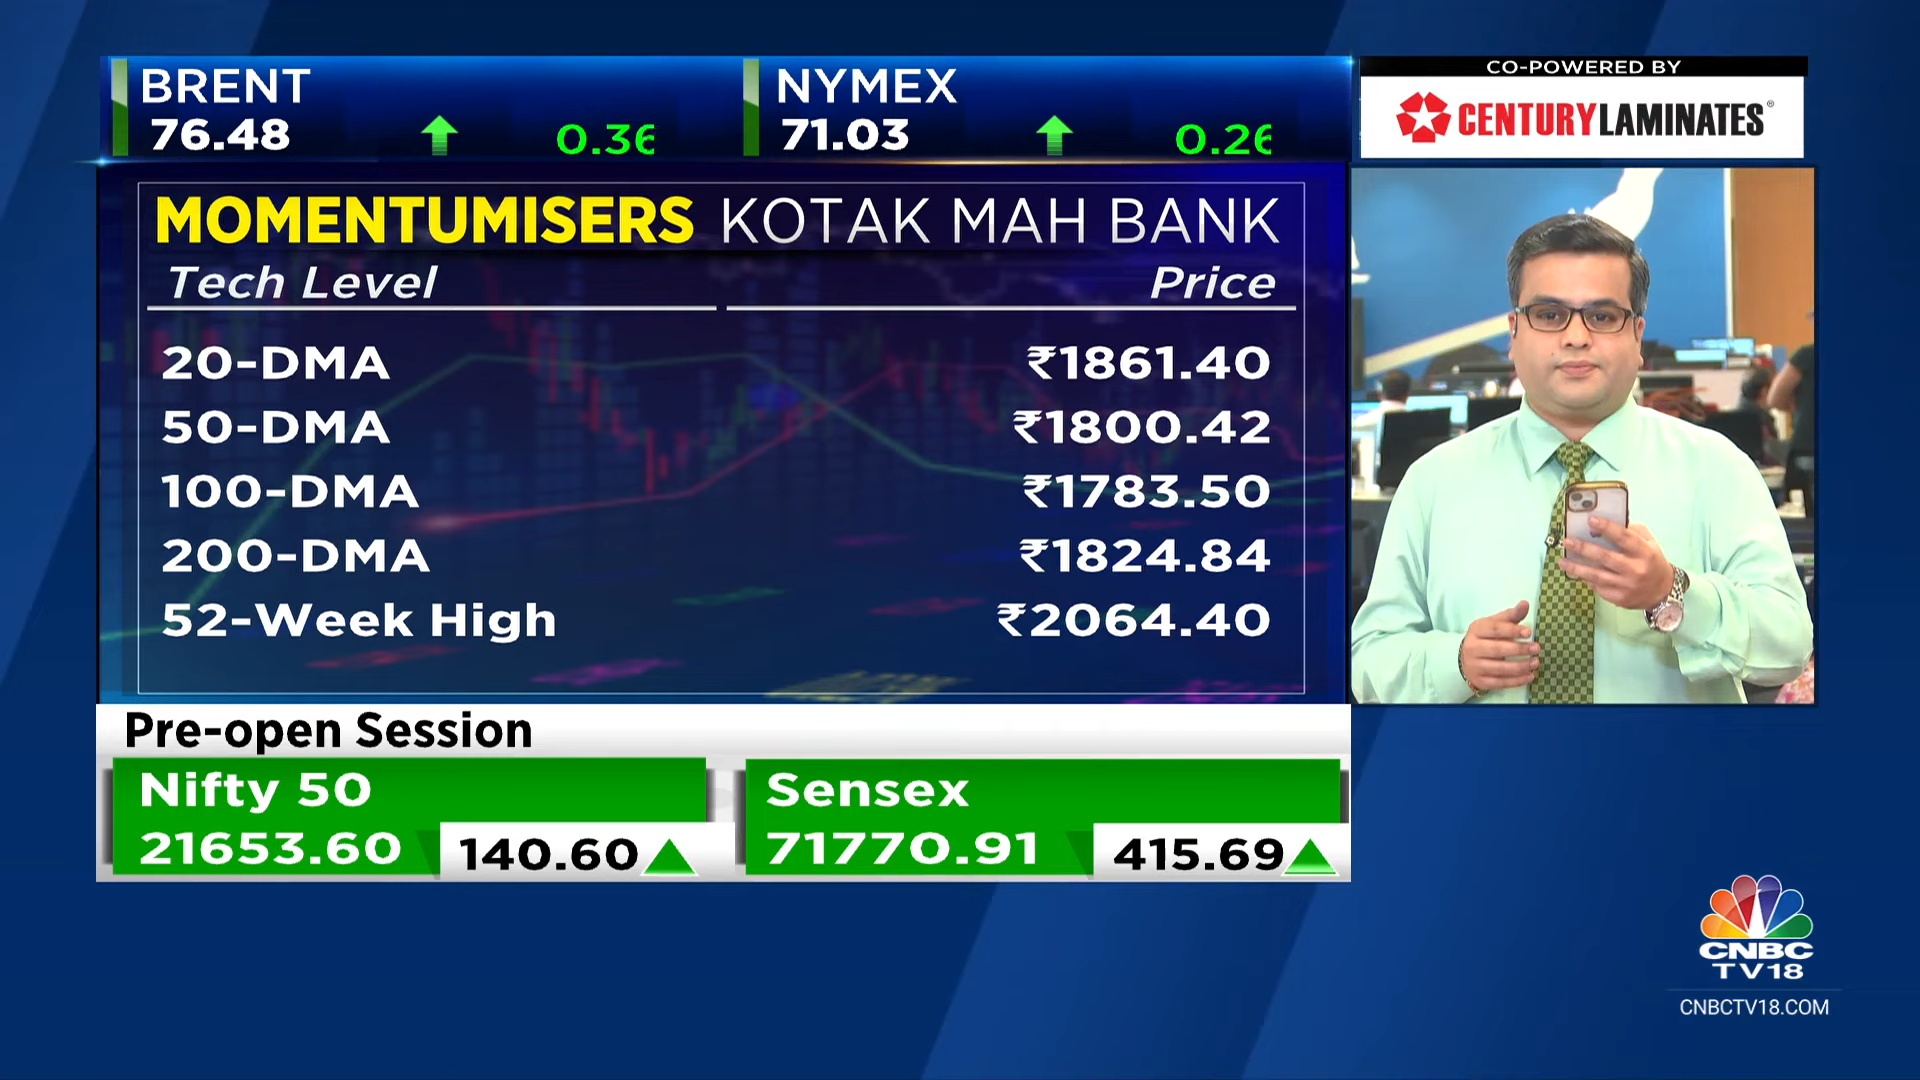 BRENT
76.48
NYMEX
71.03
CO-POWERED BY
CENTURYLAMINATES®
MOMENTUMISERS KOTAK MAH BANK
Tech Level Price
20-DMA ₹1861.40
50-DMA ₹1800.42
100-DMA ₹1783.50
200-DMA ₹1824.84
52-Week High ₹2064.40
Pre-open Session
Nifty 50
21653.60 140.60
Sensex
71770.91 415.69
CNBC
TV18
CNBCTV18.COM